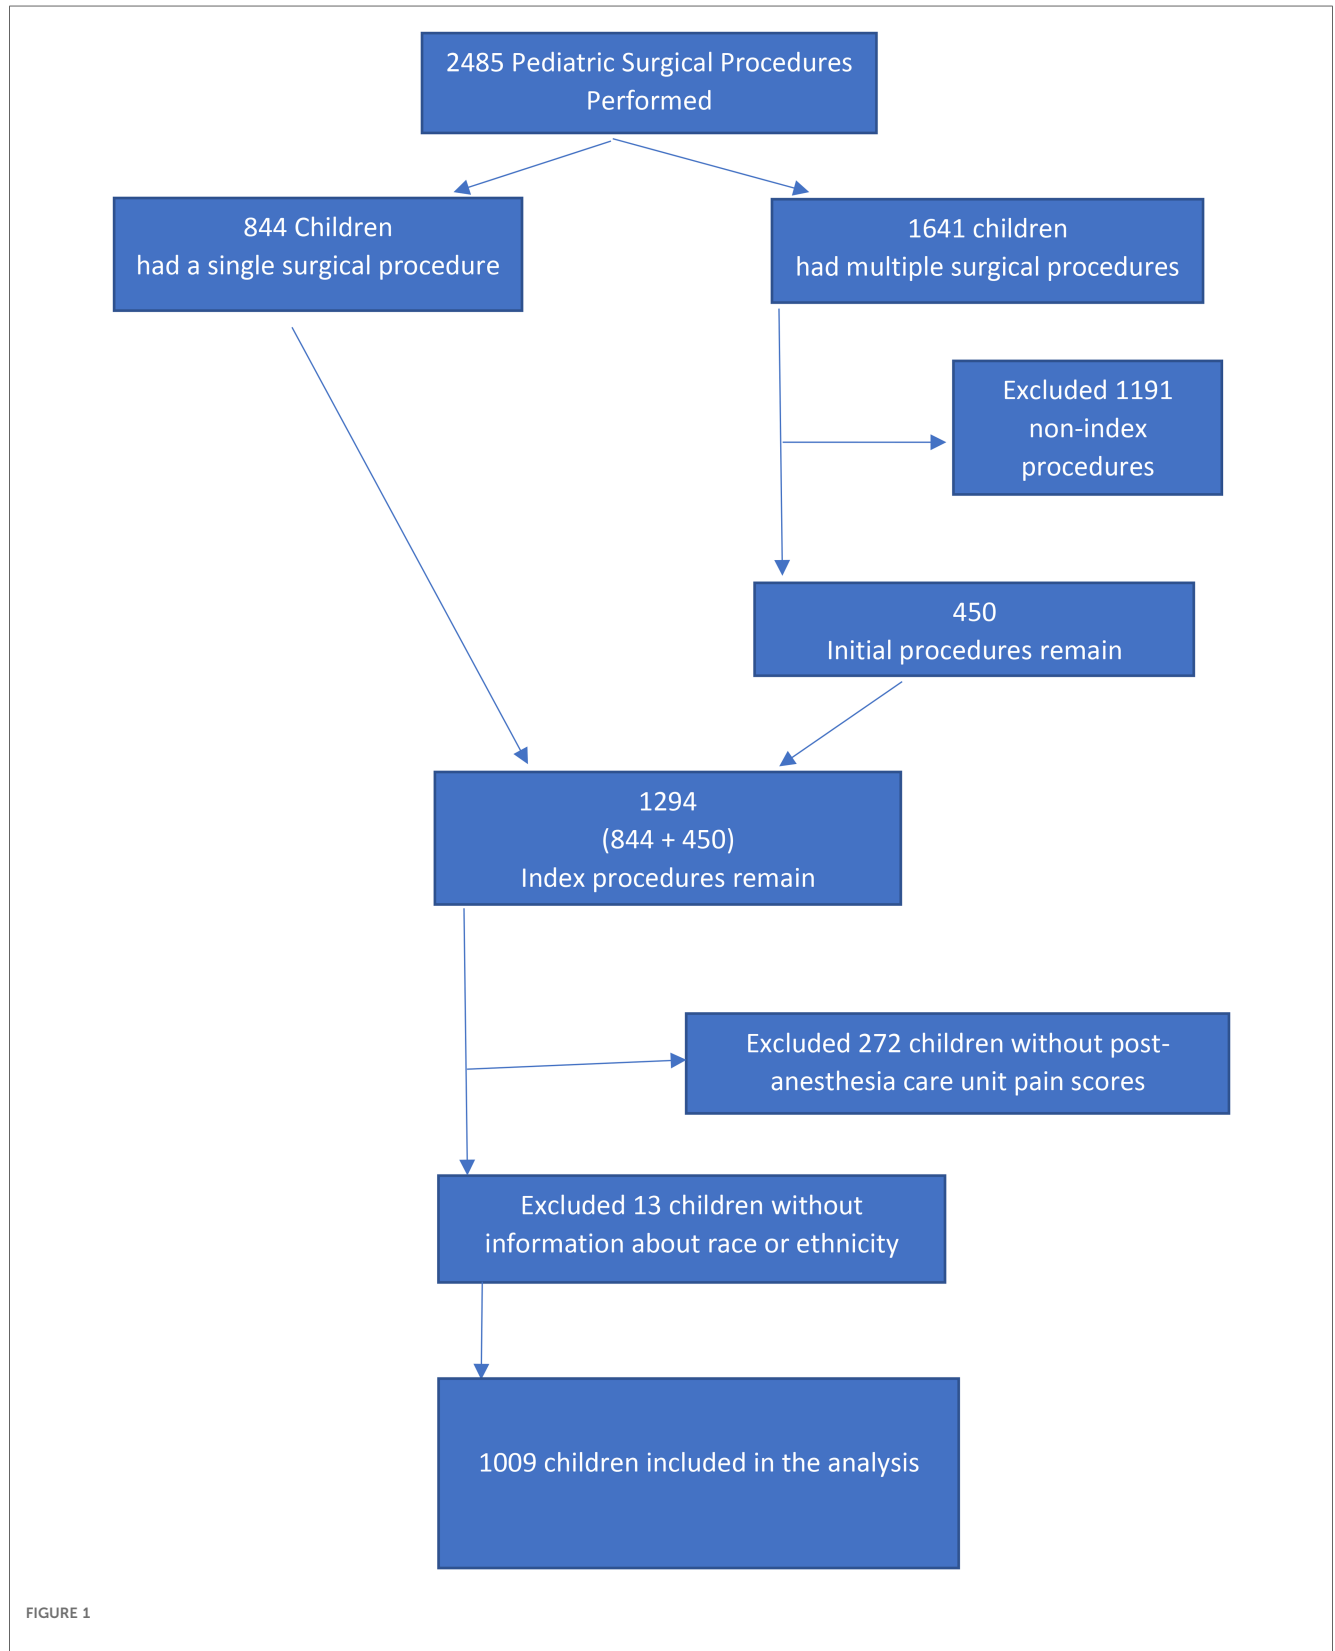 2485 Pediatric Surgical Procedures
Performed
844 Children
had a single surgical procedure
1641 children
had multiple surgical procedures
Excluded 1191
non-index
procedures
450
Initial procedures remain
1294
(844 + 450)
Index procedures remain
Excluded 272 children without post-
anesthesia care unit pain scores
Excluded 13 children without
information about race or ethnicity
1009 children included in the analysis
FIGURE 1